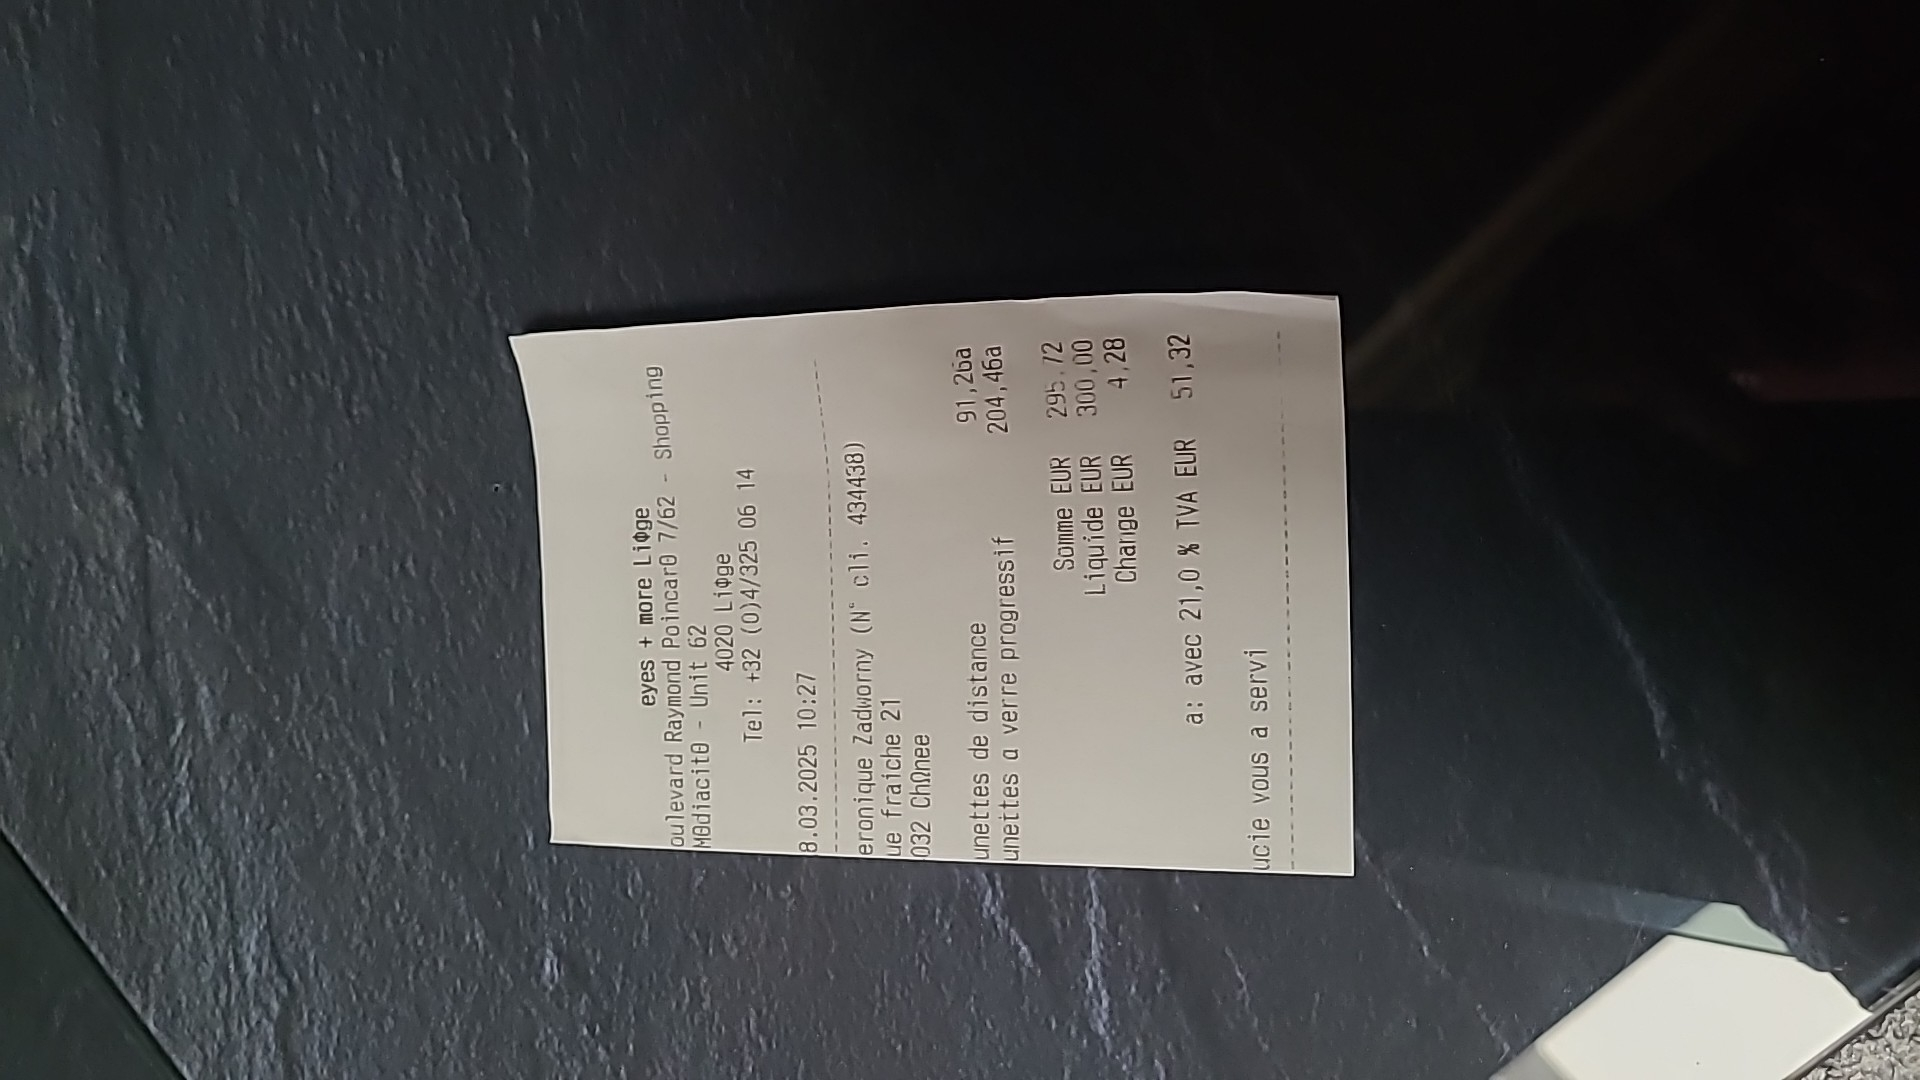 eyes + more LiΦge
oulevard Raymond Poincarθ 7/62 - Shopping
Mθdiacitθ - Unit 62
4020 LiΦge
Tel: +32 (0)4/325 06 14
8.03.2025 10:27
eronique Zadworny (N° cli. 434438)
ue fraiche 21
032 ChΩnee
unettes de distance 91,26a
unettes a verre progressif 204,46a
Somme EUR 295,72
Liquide EUR 300,00
Change EUR 4,28
a: avec 21,0 % TVA EUR 51,32
ucie vous a servi